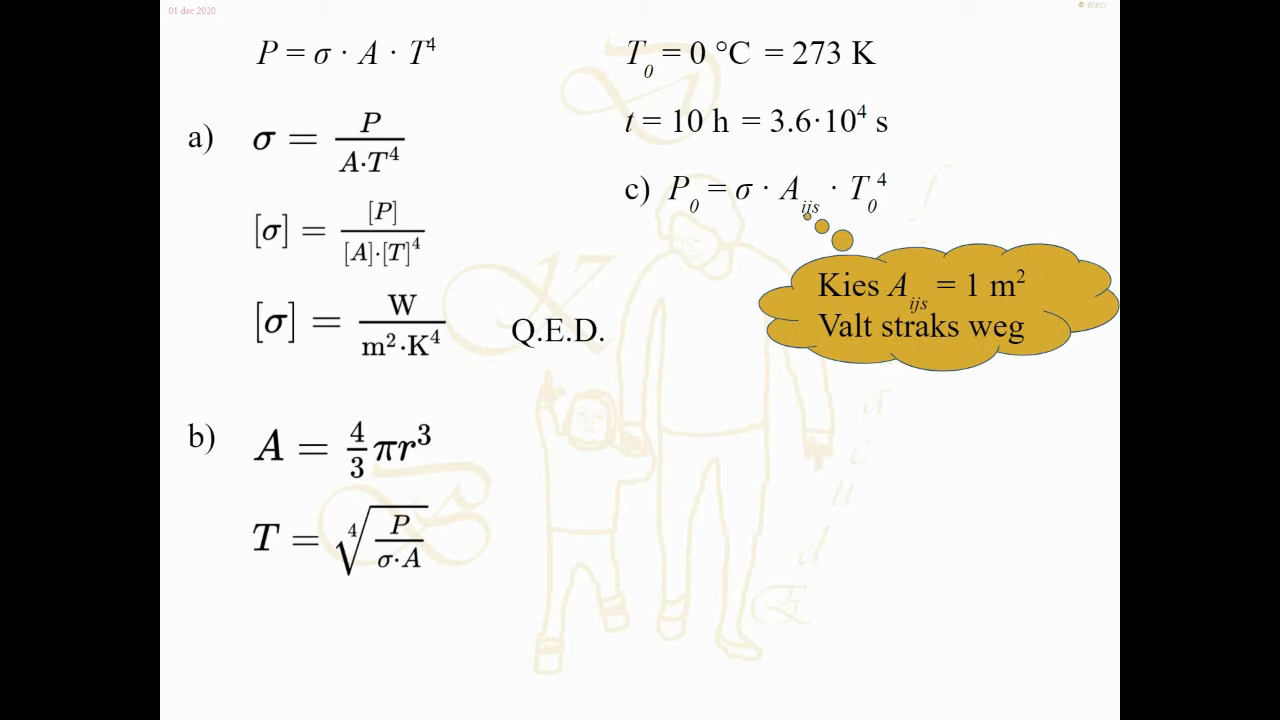 01 dec 2020
P = σ · A · T⁴
a) σ = P / (A·T⁴)
[σ] = [P] / ([A]·[T]⁴)
[σ] = W / (m²·K⁴)
Q.E.D.
b) A = 4/3 πr³
T = ⁴√(P / (σ·A))
T₀ = 0 °C = 273 K
t = 10 h = 3.6·10⁴ s
c) P₀ = σ · A_ijs · T₀⁴
Kies A_ijs = 1 m²
Valt straks weg